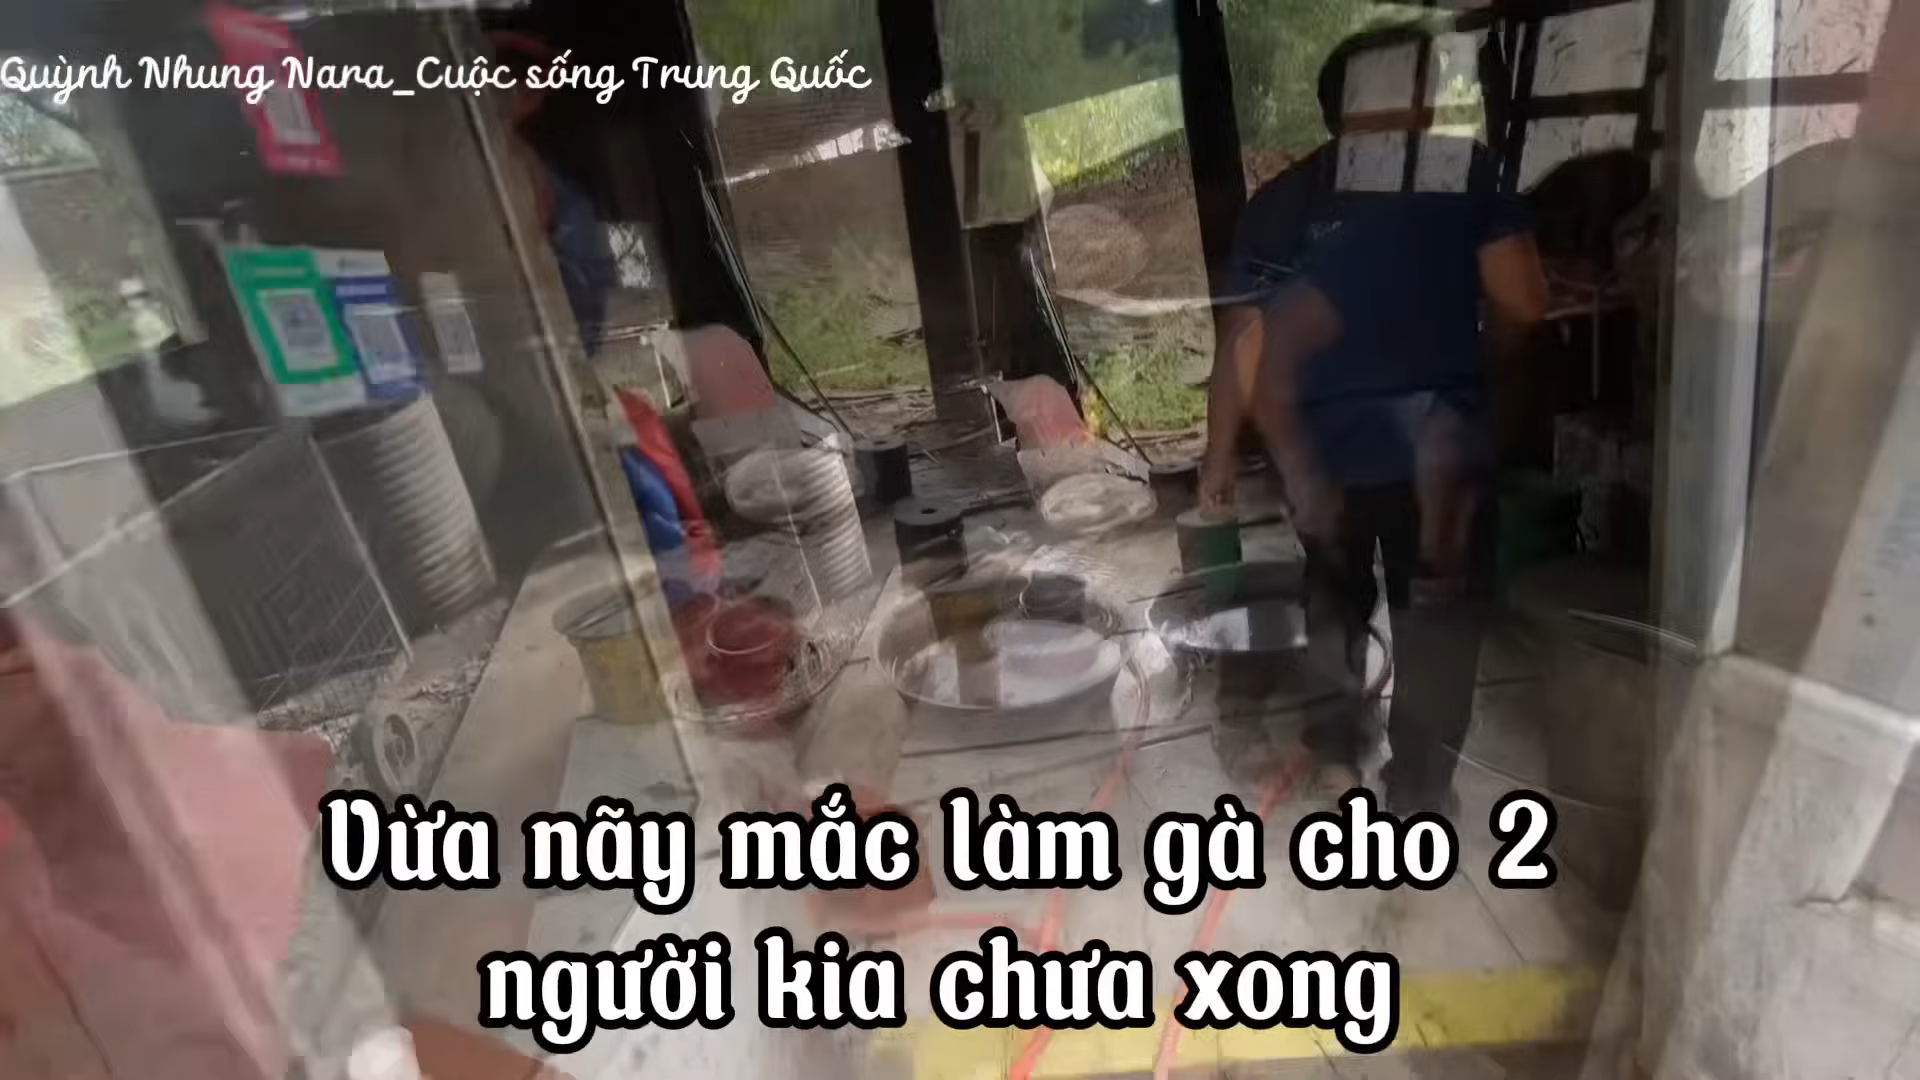 Quỳnh Nhung Nara_Cuộc sống Trung Quốc
Vừa nãy mắc làm gà cho 2
người kia chưa xong